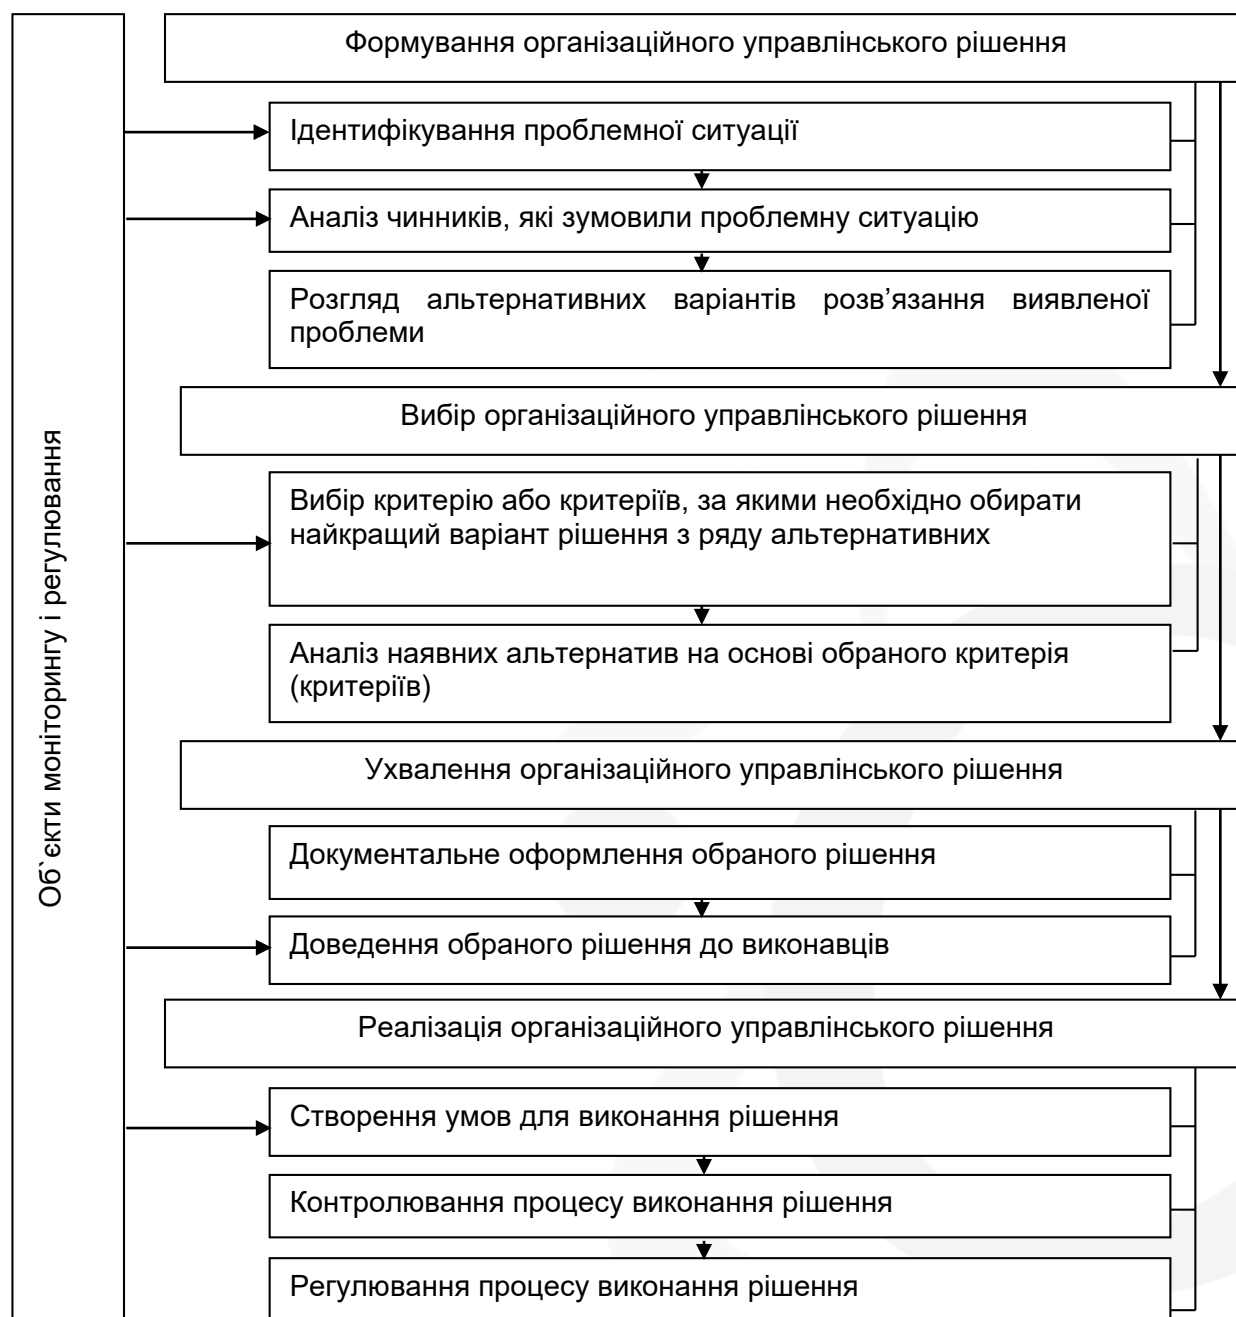 Об`єкти моніторингу і регулювання
Формування організаційного управлінського рішення
Ідентифікування проблемної ситуації
Аналіз чинників, які зумовили проблемну ситуацію
Розгляд альтернативних варіантів розв’язання виявленої
проблеми
Вибір організаційного управлінського рішення
Вибір критерію або критеріїв, за якими необхідно обирати
найкращий варіант рішення з ряду альтернативних
Аналіз наявних альтернатив на основі обраного критерія
(критеріїв)
Ухвалення організаційного управлінського рішення
Документальне оформлення обраного рішення
Доведення обраного рішення до виконавців
Реалізація організаційного управлінського рішення
Створення умов для виконання рішення
Контролювання процесу виконання рішення
Регулювання процесу виконання рішення